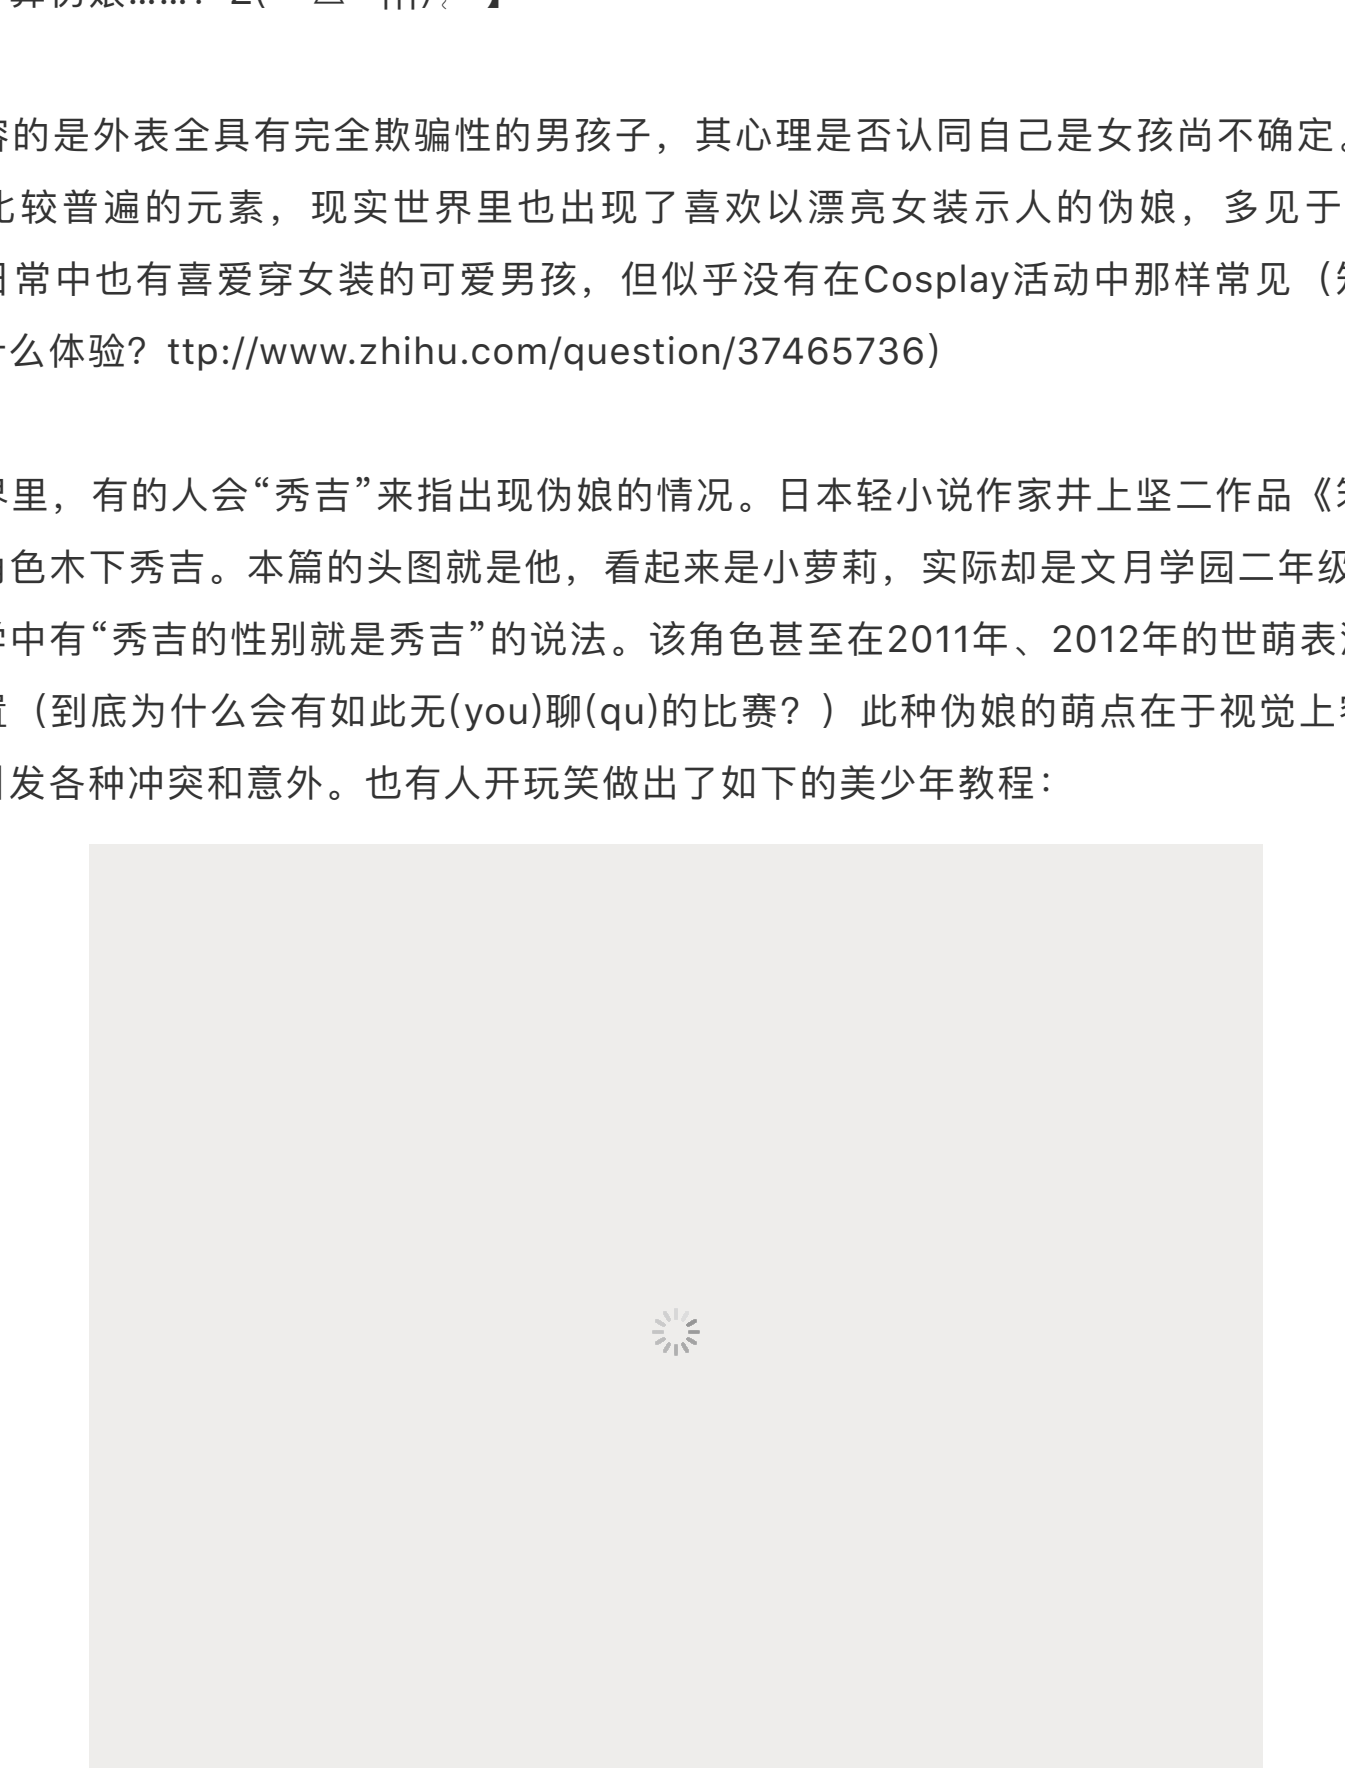 的是外表全具有完全欺骗性的男孩子，其心理是否认同自己是女孩尚不确定。
比较普遍的元素，现实世界里也出现了喜欢以漂亮女装示人的伪娘，多见于
日常中也有喜爱穿女装的可爱男孩，但似乎没有在Cosplay活动中那样常见（
什么体验？ttp://www.zhihu.com/question/37465736）
界里，有的人会“秀吉”来指出现伪娘的情况。日本轻小说作家井上坚二作品《
角色木下秀吉。本篇的头图就是他，看起来是小萝莉，实际却是文月学园二年级
中有“秀吉的性别就是秀吉”的说法。该角色甚至在2011年、2012年的世萌表
（到底为什么会有如此无(you)聊(qu)的比赛？）此种伪娘的萌点在于视觉上
引发各种冲突和意外。也有人开玩笑做出了如下的美少年教程：